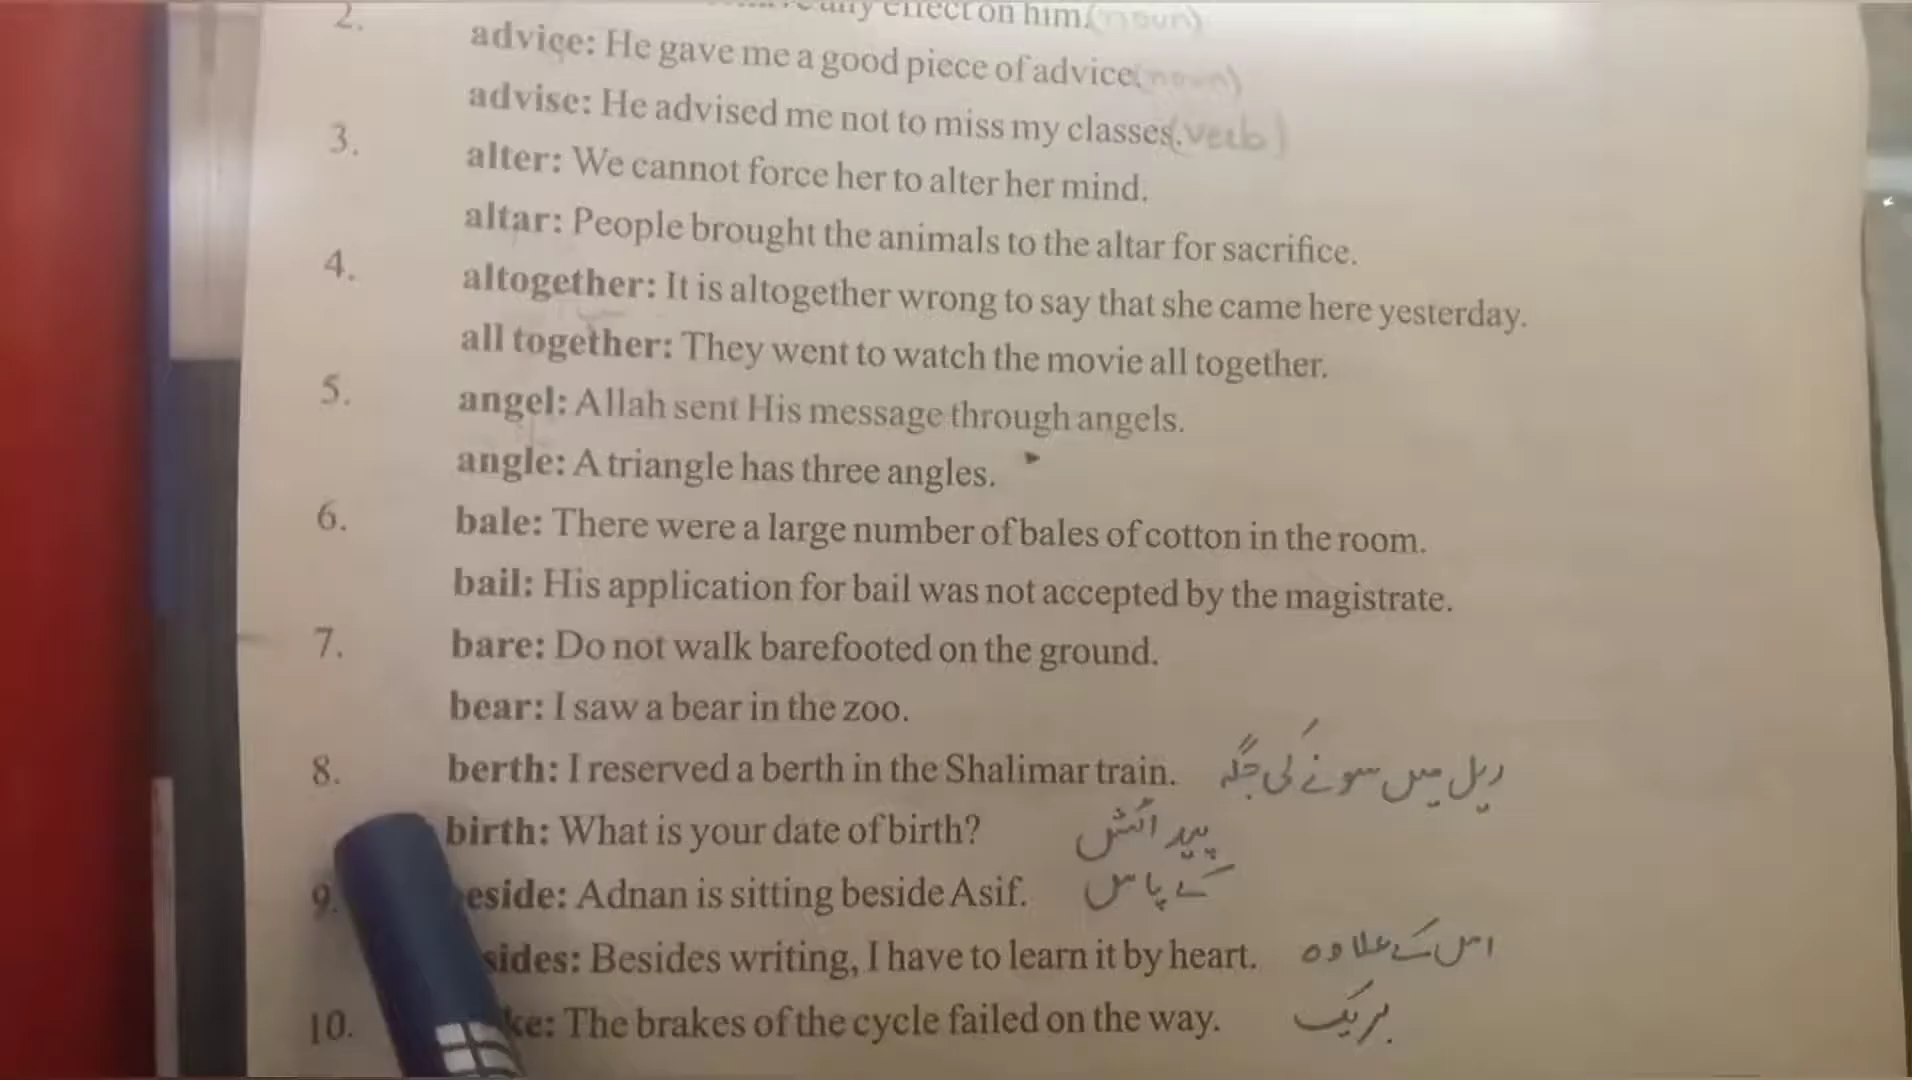 2. effect on him. (noun)
advice: He gave me a good piece of advice. (noun)
advise: He advised me not to miss my classes. (verb)
3. alter: We cannot force her to alter her mind.
altar: People brought the animals to the altar for sacrifice.
4. altogether: It is altogether wrong to say that she came here yesterday.
all together: They went to watch the movie all together.
5. angel: Allah sent His message through angels.
angle: A triangle has three angles.
6. bale: There were a large number of bales of cotton in the room.
bail: His application for bail was not accepted by the magistrate.
7. bare: Do not walk barefooted on the ground.
bear: I saw a bear in the zoo.
8. berth: I reserved a berth in the Shalimar train. ریل میں سونے کی جگہ
birth: What is your date of birth? پیدائش
9. eside: Adnan is sitting beside Asif. کے پاس
sides: Besides writing, I have to learn it by heart. اس کے علاوہ
10. ke: The brakes of the cycle failed on the way. بریک